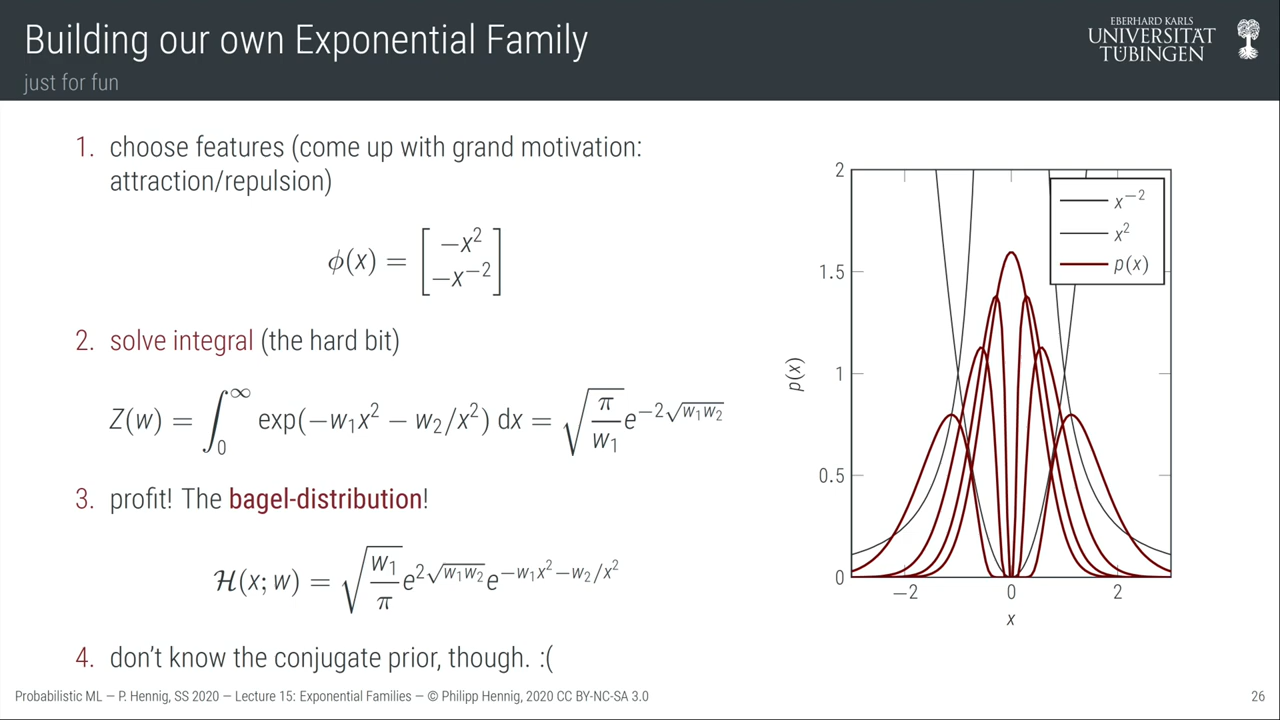 Building our own Exponential Family
just for fun
EBERHARD KARLS
UNIVERSITÄT
TÜBINGEN
1. choose features (come up with grand motivation:
attraction/repulsion)
ϕ(x) = [−x² −x⁻²]
2. solve integral (the hard bit)
Z(w) = ∫₀^∞ exp(−w₁x² − w₂/x²) dx = √(π/w₁) e^{−2√(w₁w₂)}
3. profit! The bagel-distribution!
ℋ(x; w) = √(w₁/π) e^{2√(w₁w₂)} e^{−w₁x²−w₂/x²}
4. don't know the conjugate prior, though. :(
2
1.5
1
0.5
0
p(x)
−2
0
2
x
x⁻²
x²
p(x)
Probabilistic ML — P. Hennig, SS 2020 — Lecture 15: Exponential Families — © Philipp Hennig, 2020 CC BY-NC-SA 3.0
26